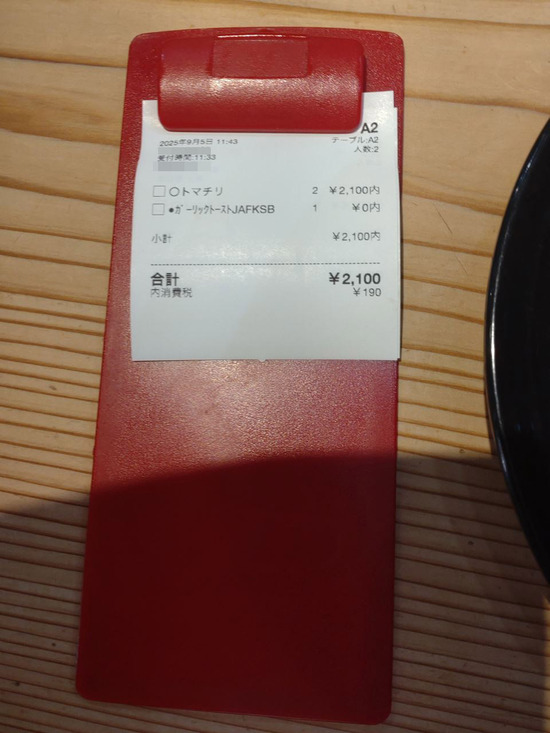 A2
2025年9月5日 11:43
テーブル:A2
人数:2
受付時間:11:33
□〇トマチリ 2 ¥2,100内
□●ガーリックトーストJAFKSB 1 ¥0内
小計 ¥2,100内
合計 ¥2,100
内消費税 ¥190